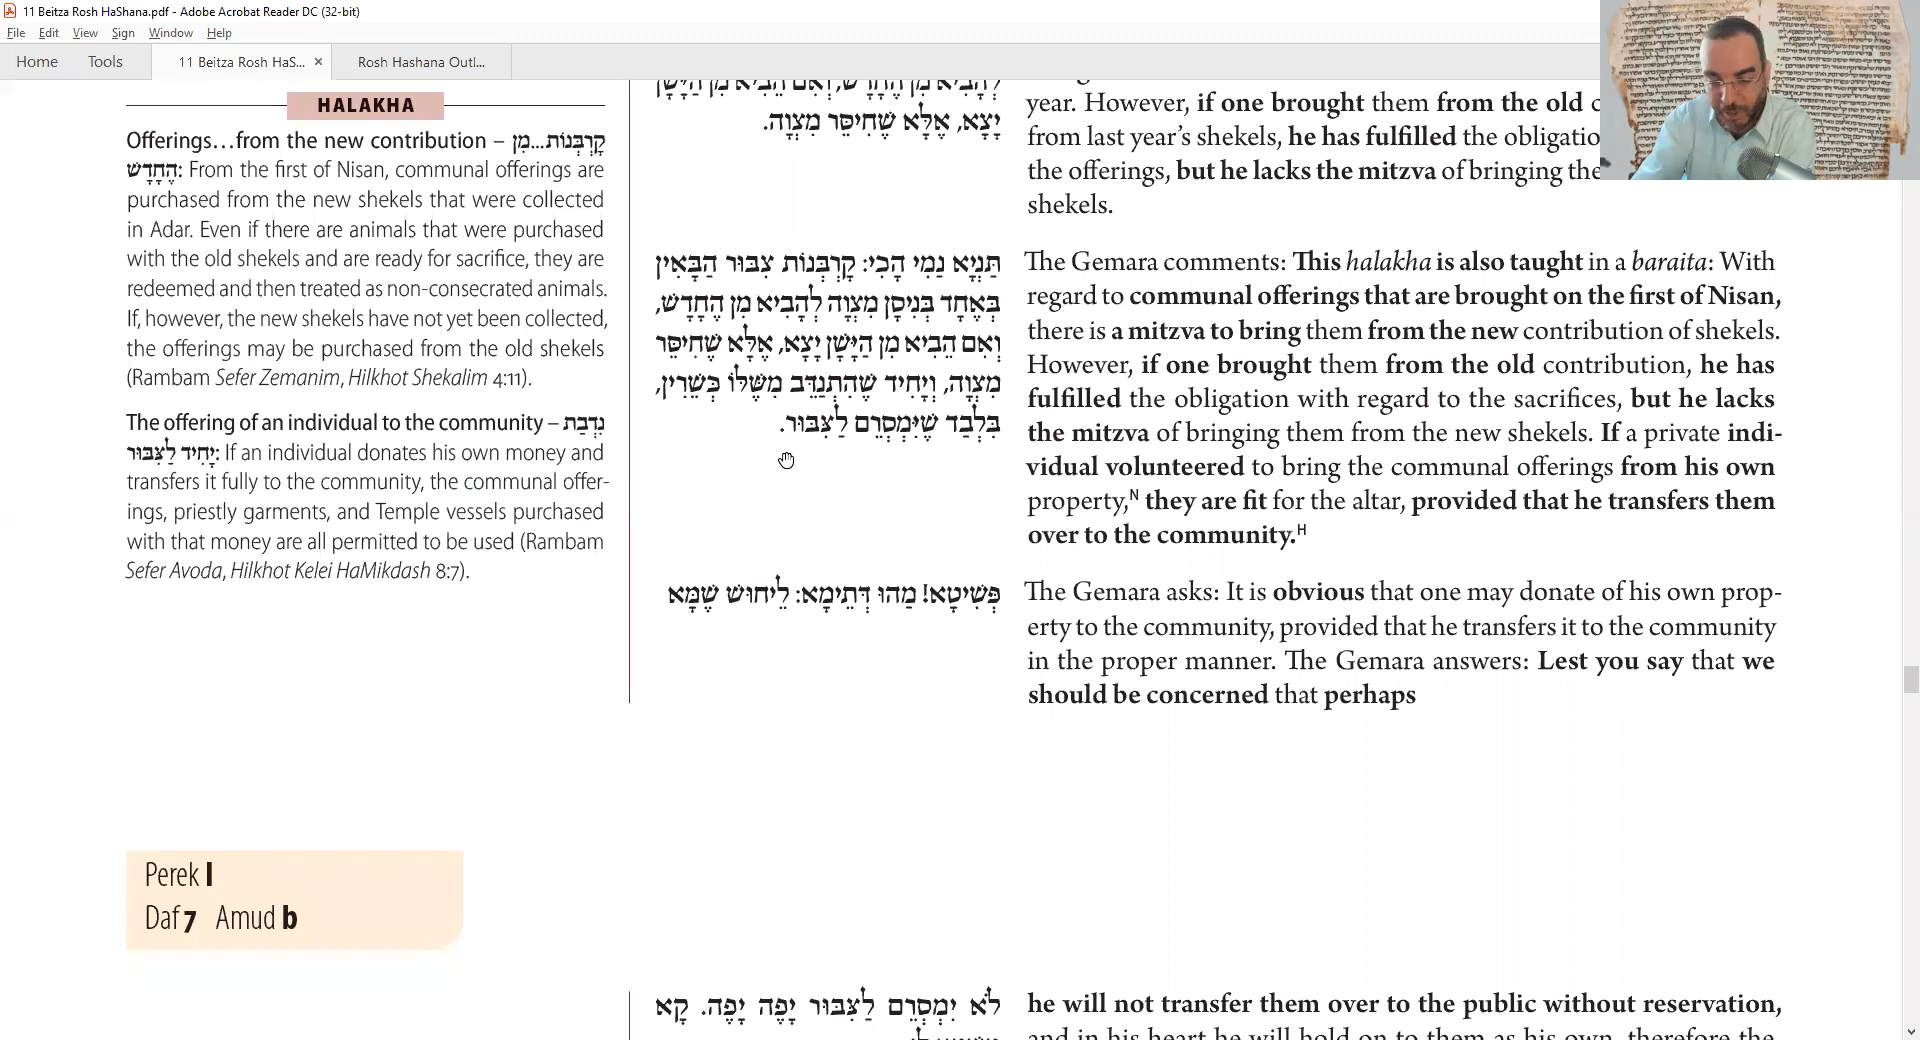 11 Beitza Rosh HaShana.pdf - Adobe Acrobat Reader DC (32-bit)
File Edit View Sign Window Help
Home Tools 11 Beitza Rosh HaS... × Rosh Hashana Outl...
HALAKHA
Offerings…from the new contribution – קָרְבָּנוֹת...מִן
הֶחָדָשׁ: From the first of Nisan, communal offerings are
purchased from the new shekels that were collected
in Adar. Even if there are animals that were purchased
with the old shekels and are ready for sacrifice, they are
redeemed and then treated as non-consecrated animals.
If, however, the new shekels have not yet been collected,
the offerings may be purchased from the old shekels
(Rambam Sefer Zemanim, Hilkhot Shekalim 4:11).
The offering of an individual to the community – נִדְבַת
יָחִיד לַצִּבּוּר: If an individual donates his own money and
transfers it fully to the community, the communal offer-
ings, priestly garments, and Temple vessels purchased
with that money are all permitted to be used (Rambam
Sefer Avoda, Hilkhot Kelei HaMikdash 8:7).
לְהָבִיא מִן הֶחָדָשׁ, וְאִם הֵבִיא מִן הַיָּשָׁן
יָצָא, אֶלָּא שֶׁחִיסֵּר מִצְוָה.
תַּנְיָא נַמִי הָכִי: קָרְבְּנוֹת צִבּוּר הַבָּאִין
בְּאֶחָד בְּנִיסָן מִצְוָה לְהָבִיא מִן הֶחָדָשׁ,
וְאִם הֵבִיא מִן הַיָּשָׁן יָצָא, אֶלָּא שֶׁחִיסֵּר
מִצְוָה, וְיָחִיד שֶׁהִתְנַדֵּב מִשֶּׁלּוֹ כְּשֵׁרִין,
בִּלְבַד שֶׁיִּמְסְרֵם לַצִּבּוּר.
פְּשִׁיטָא! מַהוּ דְּתֵימָא: לֵיחוּשׁ שֶׁמָּא
year. However, if one brought them from the old
from last year’s shekels, he has fulfilled the
the offerings, but he lacks the mitzva of bringing
shekels.
The Gemara comments: This halakha is also taught in a baraita: With
regard to communal offerings that are brought on the first of Nisan,
there is a mitzva to bring them from the new contribution of shekels.
However, if one brought them from the old contribution, he has
fulfilled the obligation with regard to the sacrifices, but he lacks
the mitzva of bringing them from the new shekels. If a private indi-
vidual volunteered to bring the communal offerings from his own
property,N they are fit for the altar, provided that he transfers them
over to the community.H
The Gemara asks: It is obvious that one may donate of his own prop-
erty to the community, provided that he transfers it to the community
in the proper manner. The Gemara answers: Lest you say that we
should be concerned that perhaps
Perek I
Daf 7 Amud b
לֹא יִמְסְרֵם לַצִּבּוּר יָפֶה יָפֶה. קָא
he will not transfer them over to the public without reservation,
and in his heart he will hold on to them as his own, therefore the